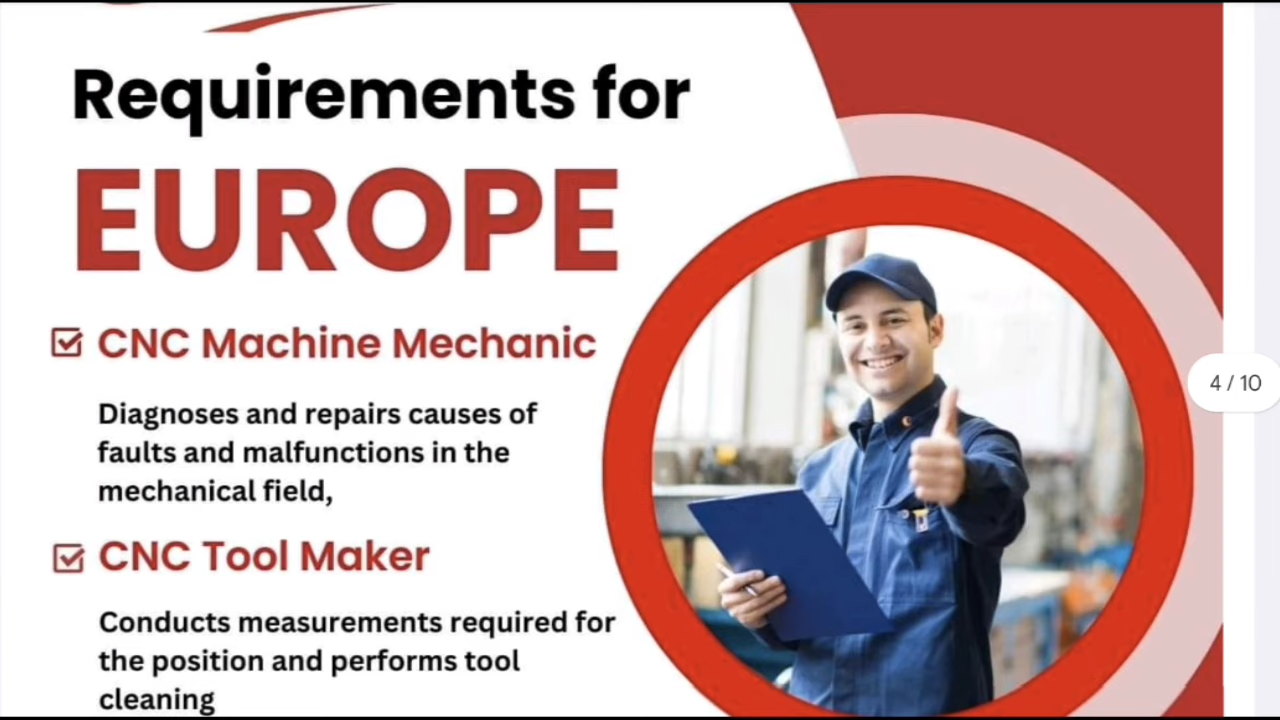 Requirements for
EUROPE
CNC Machine Mechanic
Diagnoses and repairs causes of
faults and malfunctions in the
mechanical field,
CNC Tool Maker
Conducts measurements required for
the position and performs tool
cleaning
4 / 10